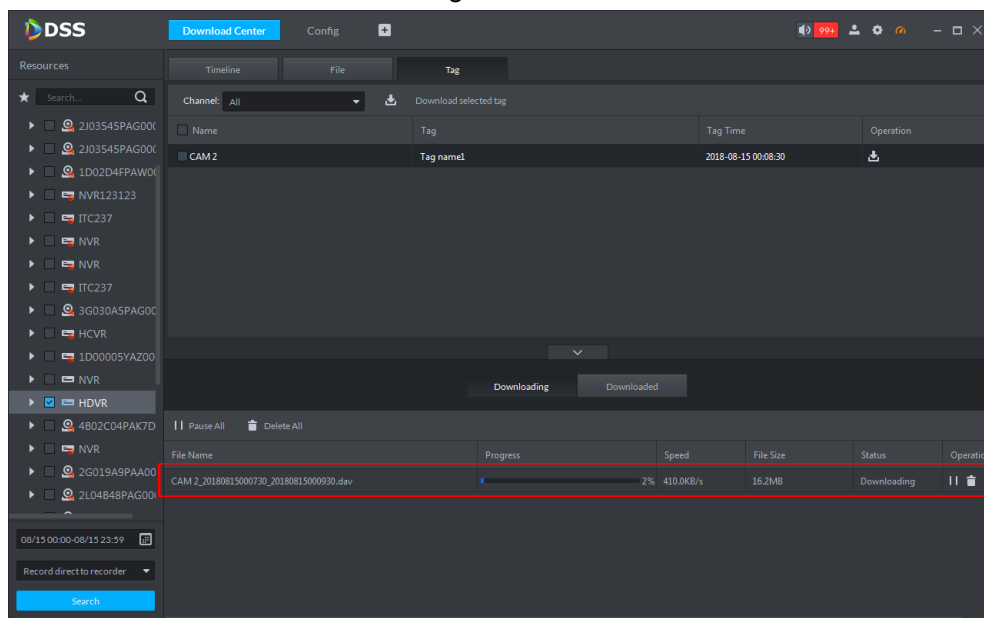 DSS
Download Center
Config
99+
Resources
Timeline
File
Tag
Search...
Channel:
All
Download selected tag
Name
Tag
Tag Time
Operation
CAM 2
Tag name1
2018-08-15 00:08:30
2J03545PAG00
2J03545PAG00
1D02D4FPAW0
NVR123123
ITC237
NVR
NVR
ITC237
3G030A5PAG0
HCVR
1D00005YAZ00
NVR
HDVR
4B02C04PAK7D
NVR
2G019A9PAA00
2L04B48PAG00
Downloading
Downloaded
Pause All
Delete All
File Name
Progress
Speed
File Size
Status
Operatio
CAM 2_20180815000730_20180815000930.dav
2%
410.0KB/s
16.2MB
Downloading
08/15 00:00-08/15 23:59
Record direct to recorder
Search